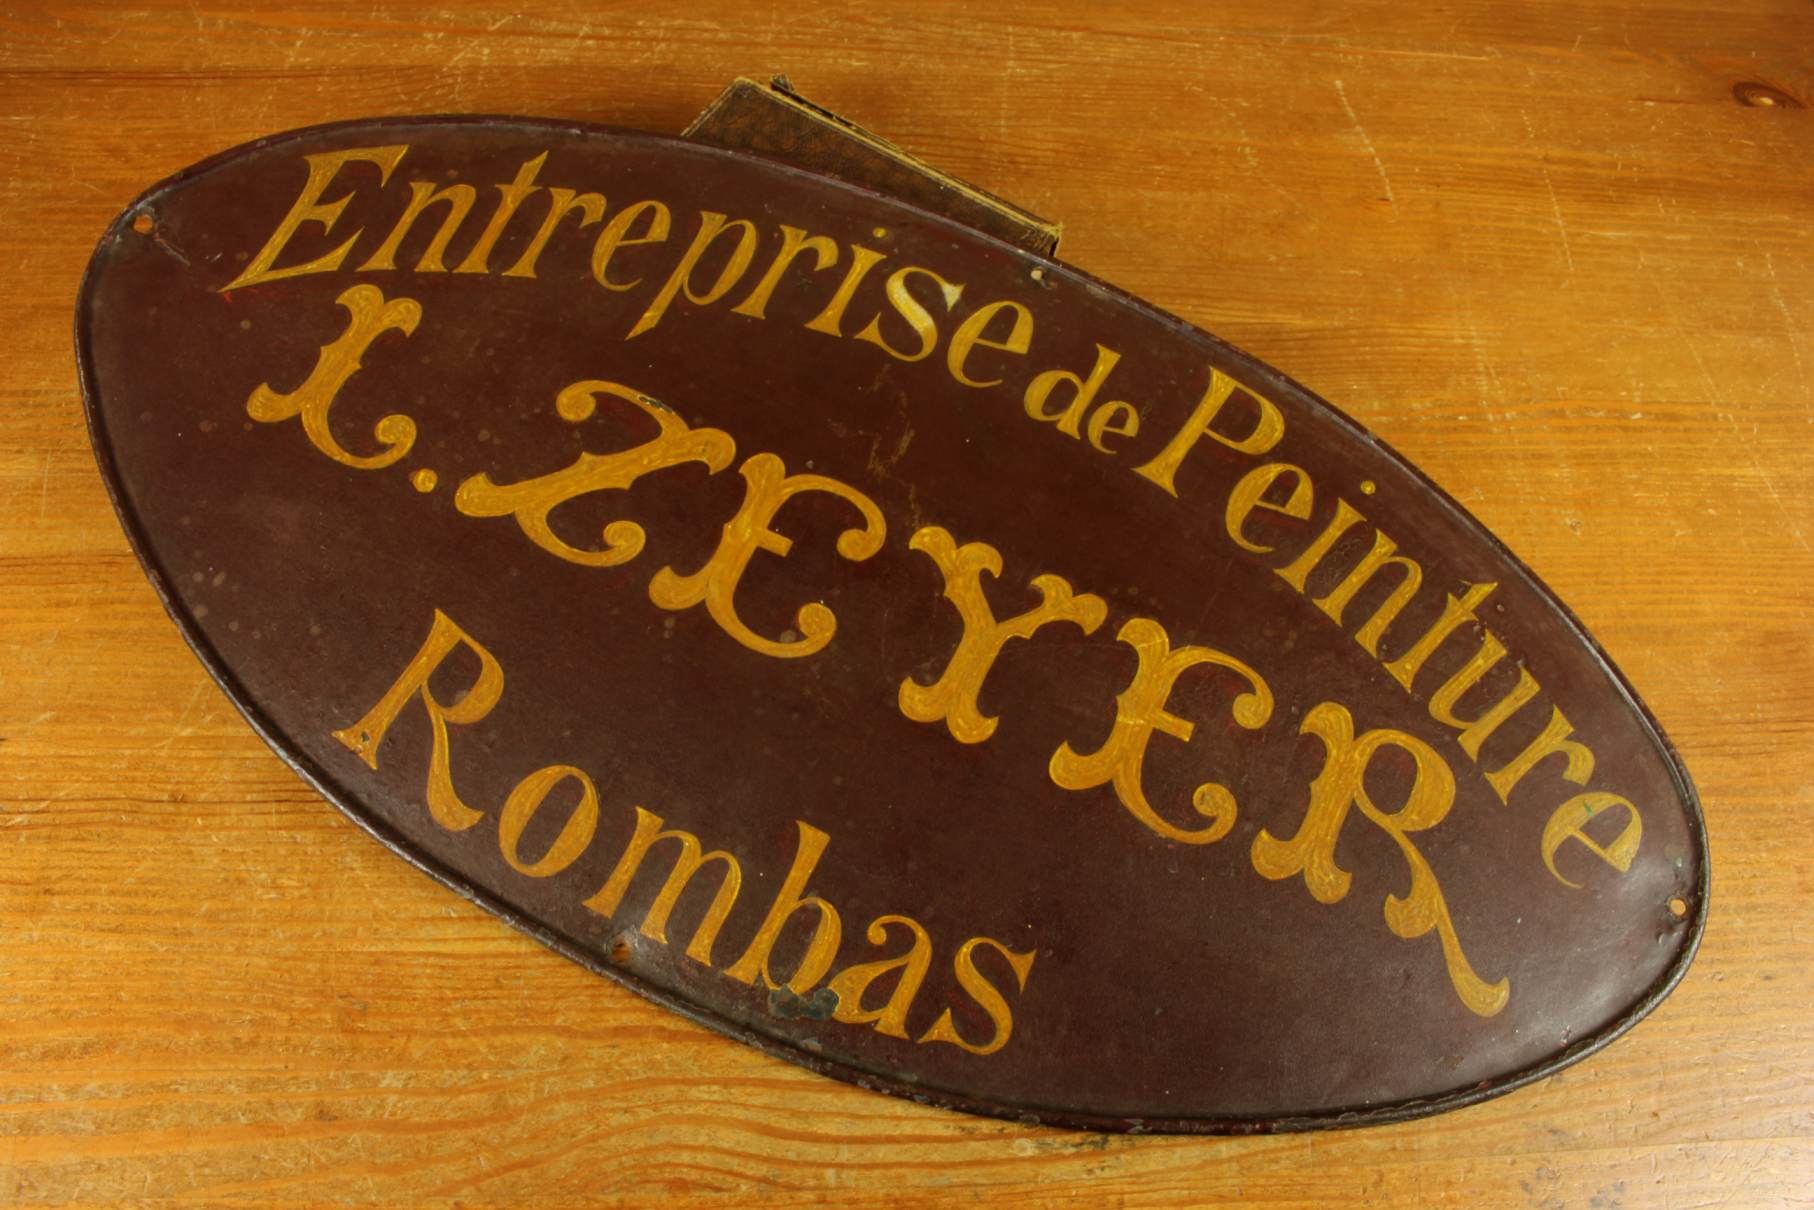 Entreprise de Peinture
I. ZEYER
Rombas